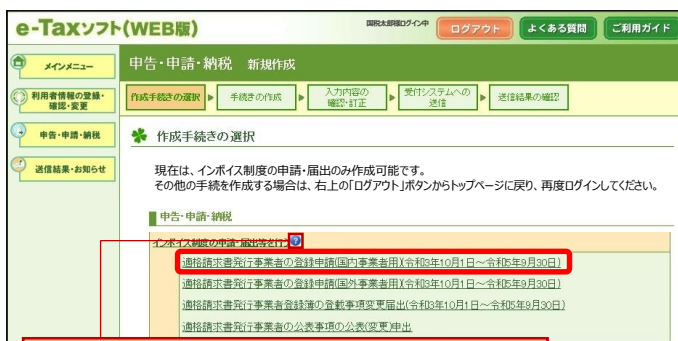 e-Taxソフト(WEB版)
国税太郎様ログイン中
ログアウト
よくある質問
ご利用ガイド
メインメニュー
利用者情報の登録・
確認・変更
申告・申請・納税
送信結果・お知らせ
申告・申請・納税 新規作成
作成手続きの選択
手続きの作成
入力内容の
確認・訂正
受付システムへの
送信
送信結果の確認
作成手続きの選択
現在は、インボイス制度の申請・届出のみ作成可能です。
その他の手続を作成する場合は、右上の「ログアウト」ボタンからトップページに戻り、再度ログインしてください。
申告・申請・納税
インボイス制度の申請・届出等を行う
適格請求書発行事業者の登録申請(国内事業者用)(令和3年10月1日～令和5年9月30日)
適格請求書発行事業者の登録申請(国外事業者用)(令和3年10月1日～令和5年9月30日)
適格請求書発行事業者登録簿の登載事項変更届出(令和3年10月1日～令和5年9月30日)
適格請求書発行事業者の公表事項の公表(変更)申出